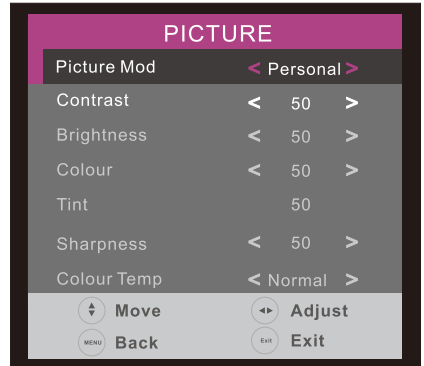 PICTURE
Picture Mod < Personal >
Contrast < 50 >
Brightness < 50 >
Colour < 50 >
Tint 50
Sharpness < 50 >
Colour Temp < Normal >
Move Adjust
MENU Back Exit Exit